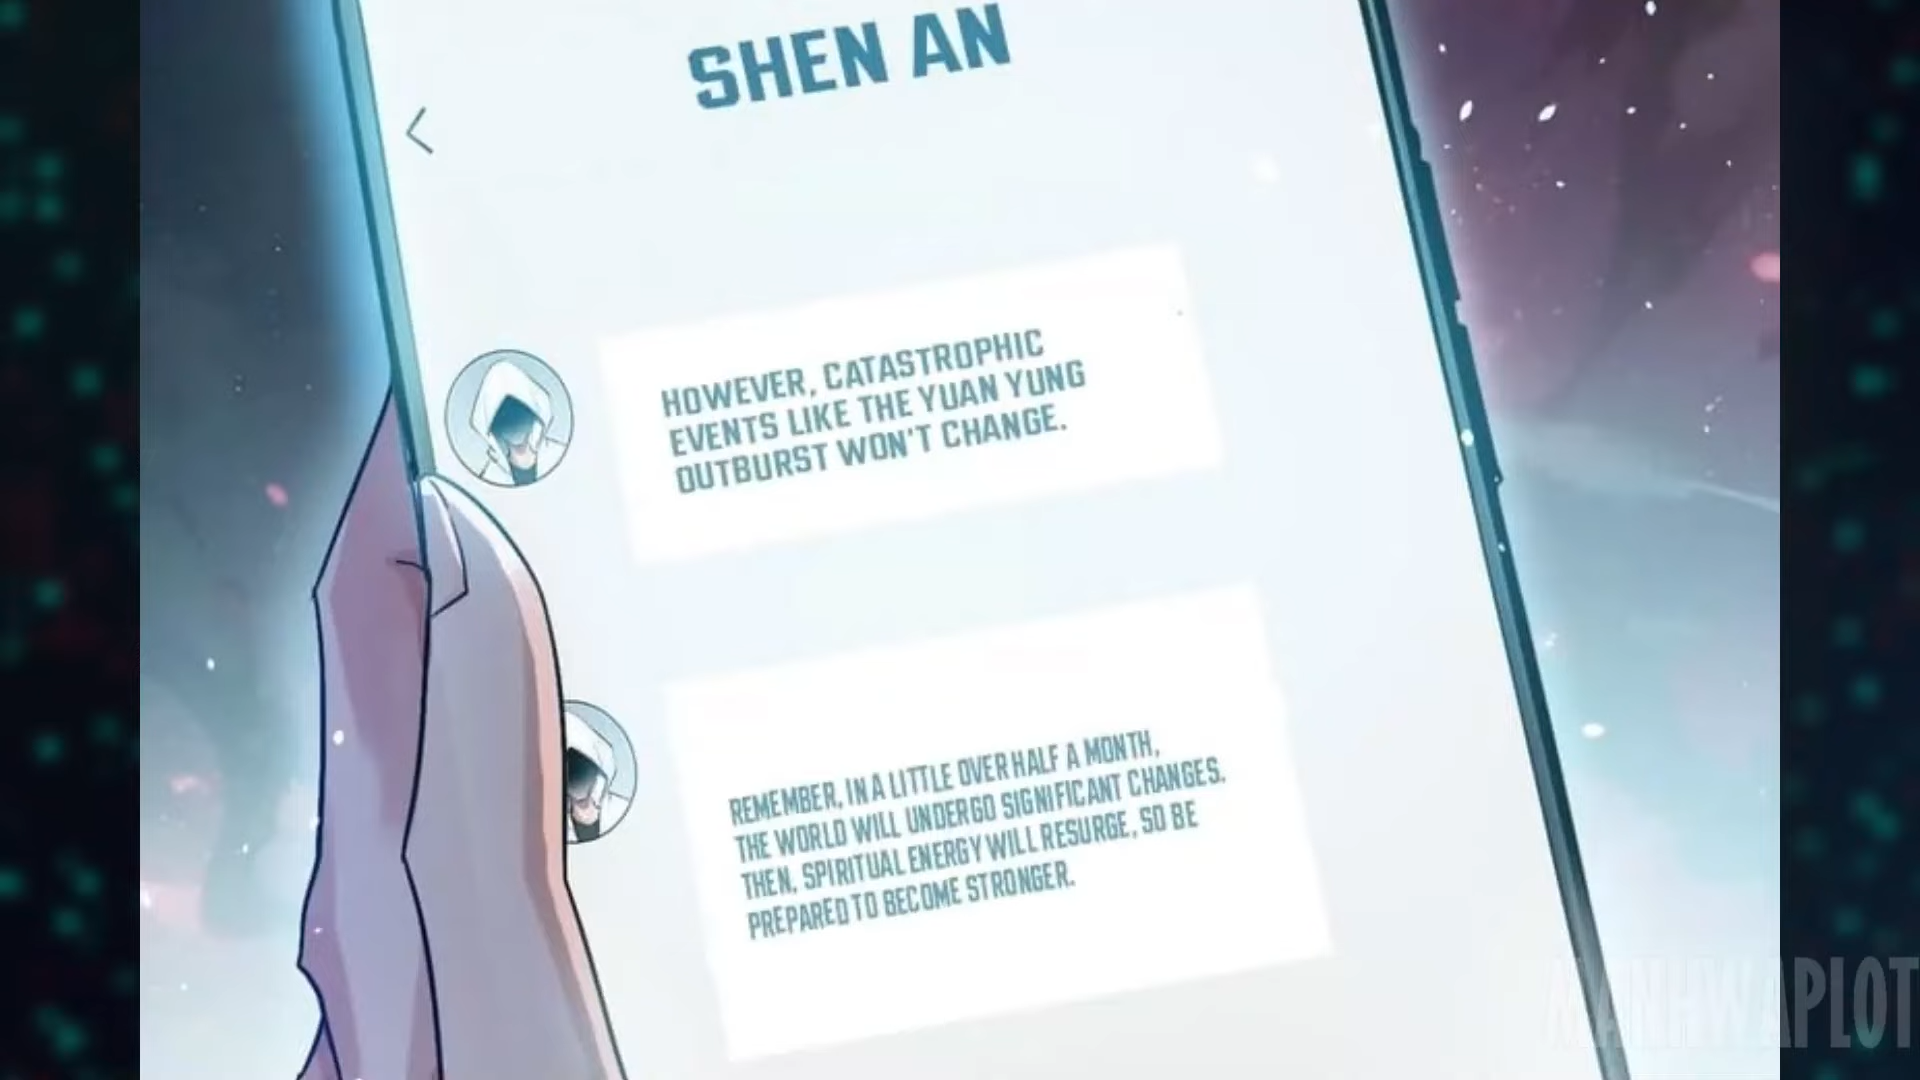 SHEN AN
HOWEVER, CATASTROPHIC
EVENTS LIKE THE YUAN YUNG
OUTBURST WON'T CHANGE.
REMEMBER, IN A LITTLE OVER HALF A MONTH,
THE WORLD WILL UNDERGO SIGNIFICANT CHANGES.
THEN, SPIRITUAL ENERGY WILL RESURGE, SO BE
PREPARED TO BECOME STRONGER.
MANHWAPLOT